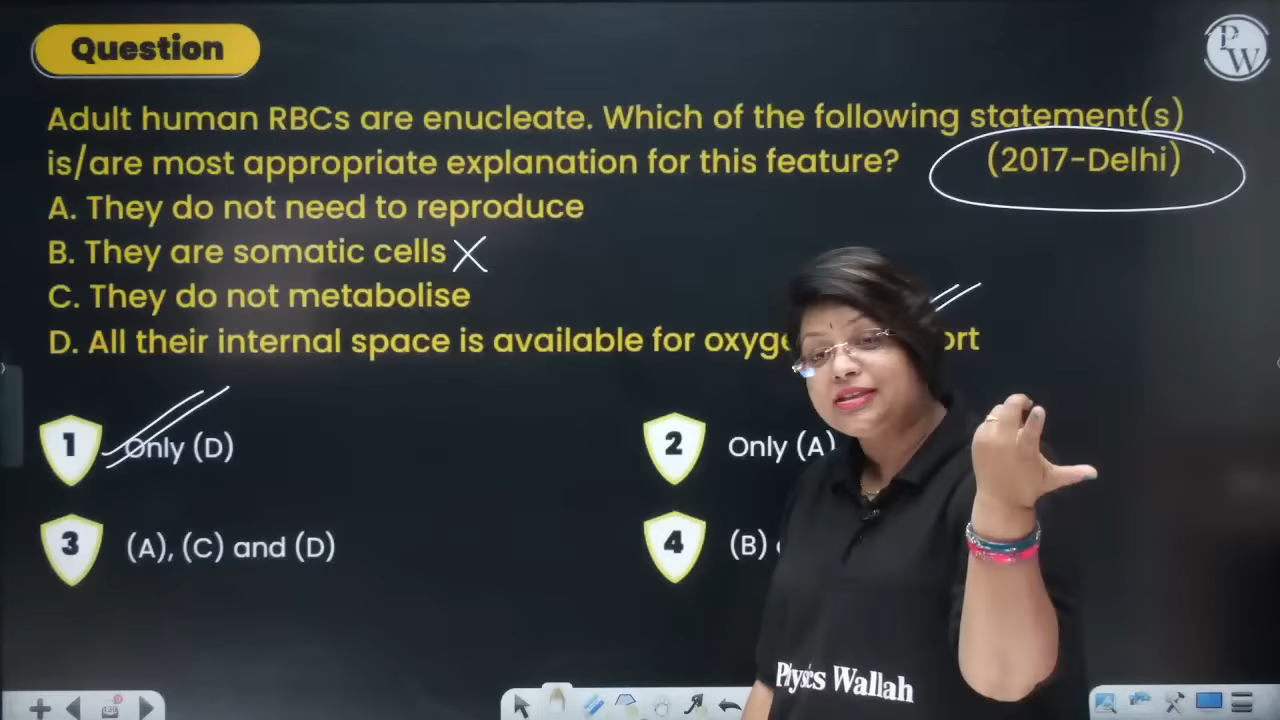 Question
PW
Adult human RBCs are enucleate. Which of the following statement(s)
is/are most appropriate explanation for this feature? (2017-Delhi)
A. They do not need to reproduce
B. They are somatic cells
C. They do not metabolise
D. All their internal space is available for
1 Only (D)
2 Only (A)
3 (A), (C) and (D)
4 (B)
Physics Wallah